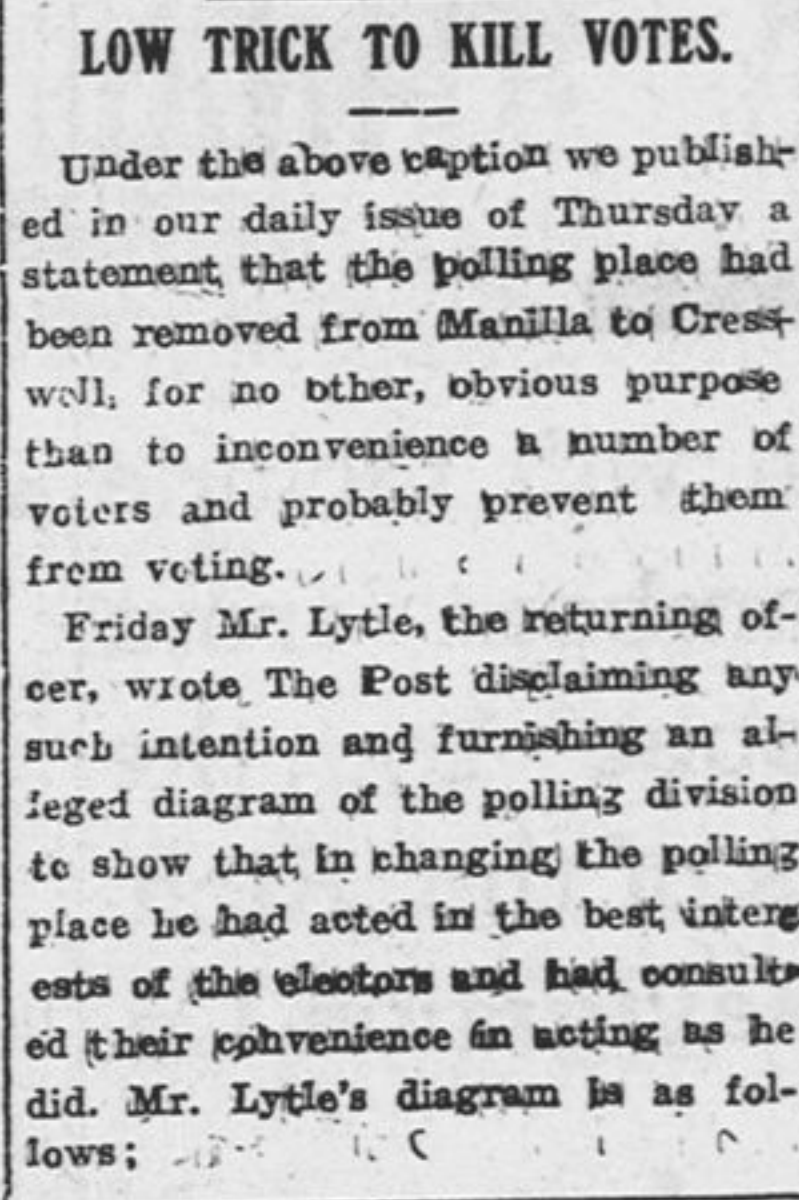 LOW TRICK TO KILL VOTES.
Under the above caption we publish-
ed in our daily issue of Thursday a
statement that the polling place had
been removed from Manilla to Cress-
well, for no other, obvious purpose
than to inconvenience a number of
voters and probably prevent them
from voting.
Friday Mr. Lytle, the returning of-
cer, wrote The Post disclaiming any
such intention and furnishing an al-
leged diagram of the polling division
to show that in changing the polling
place he had acted in the best inter-
ests of the electors and had consult-
ed their convenience in acting as he
did. Mr. Lytle's diagram is as fol-
lows;